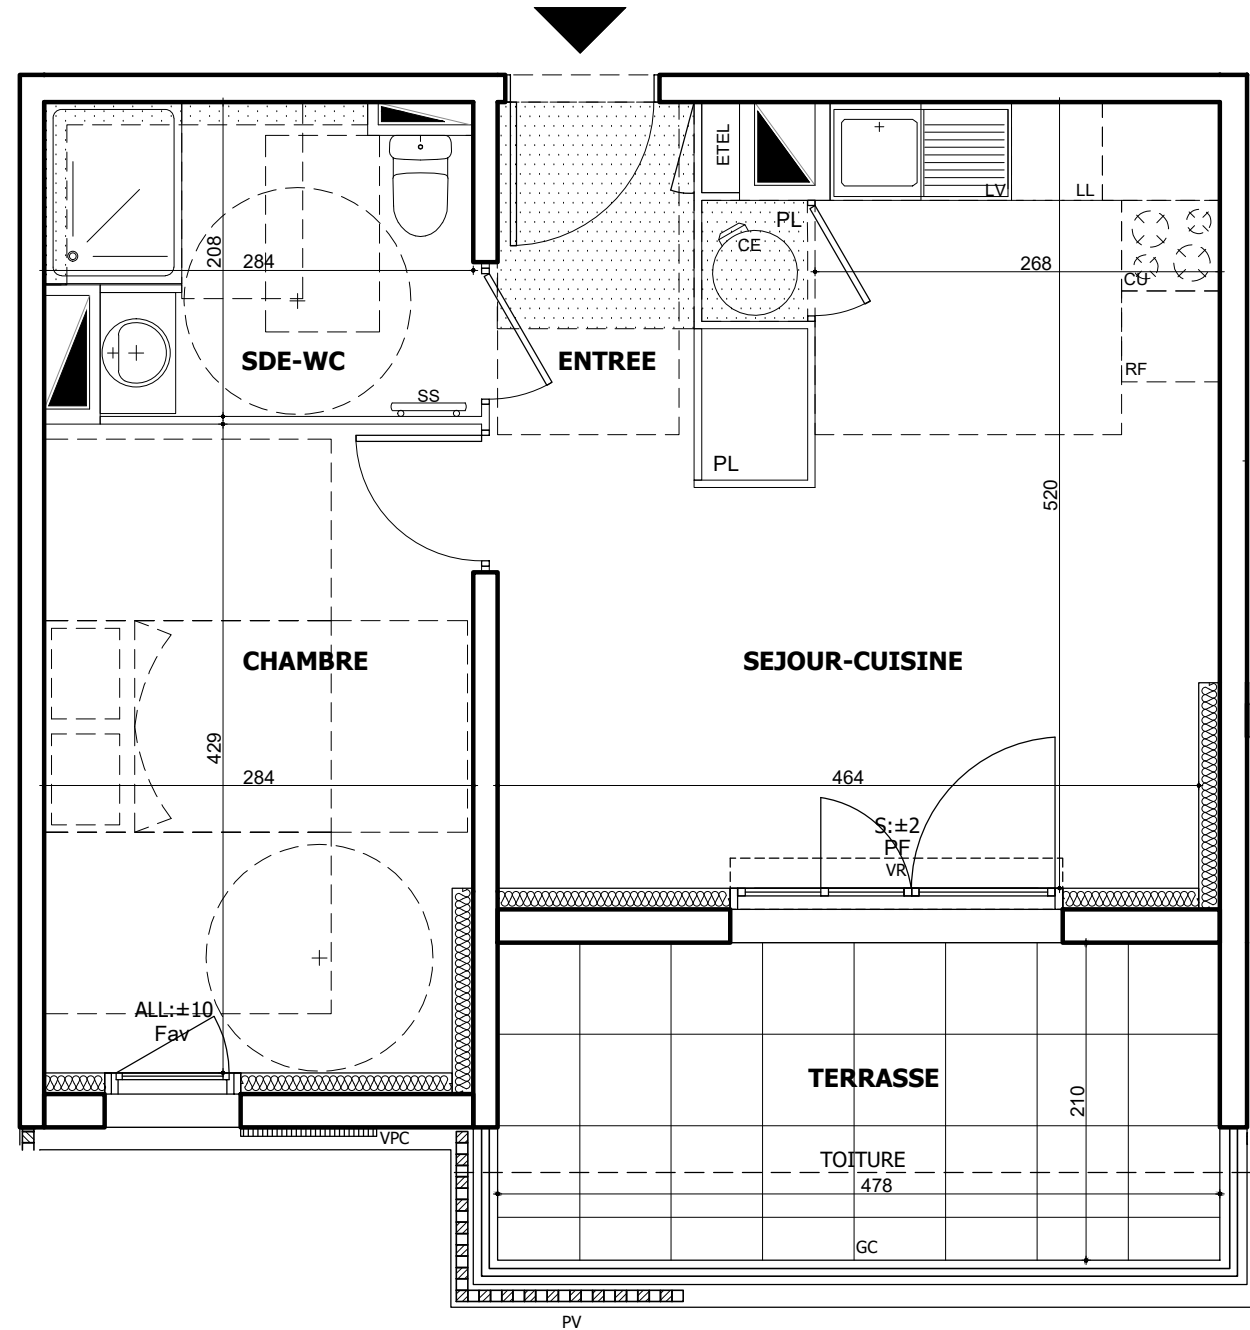 ETEL
LV
LL
PL
CE
208
284
268
CU
SDE-WC
ENTREE
RF
SS
PL
520
CHAMBRE
SEJOUR-CUISINE
429
284
464
S:±2
PF
VR
ALL:±10
Fav
TERRASSE
210
VPC
TOITURE
478
GC
PV